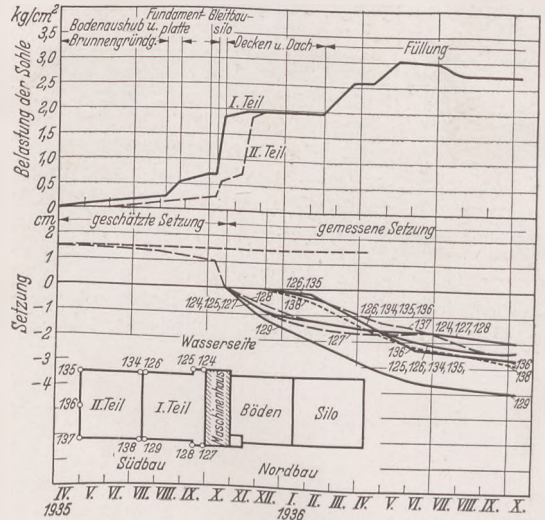 kg/cm²
Fundament- Gleitbau-
Bodenaushub u. platte silo
Brunnengründg. Decken u. Dach
Füllung
3,5
3,0
2,5
2,0
1,5
1,0
0,5
0
Belastung der Sohle
I. Teil
II. Teil
cm
geschätzte Setzung
gemessene Setzung
2
1
0
-1
-2
-3
-4
Setzung
126,135
128
138
124,125,127
129
127
126,134,135,136
137
124,127,128
136
125,126,134,135,
136
138
129
Wasserseite
135
134 126
125 124
136
II. Teil
I. Teil
Maschinenhaus
Böden
Silo
137
138 129
128 127
Südbau
Nordbau
IV. V. VI. VII. VIII. IX. X. XI. XII. I. II. III. IV. V. VI. VII. VIII. IX. X.
1935
1936